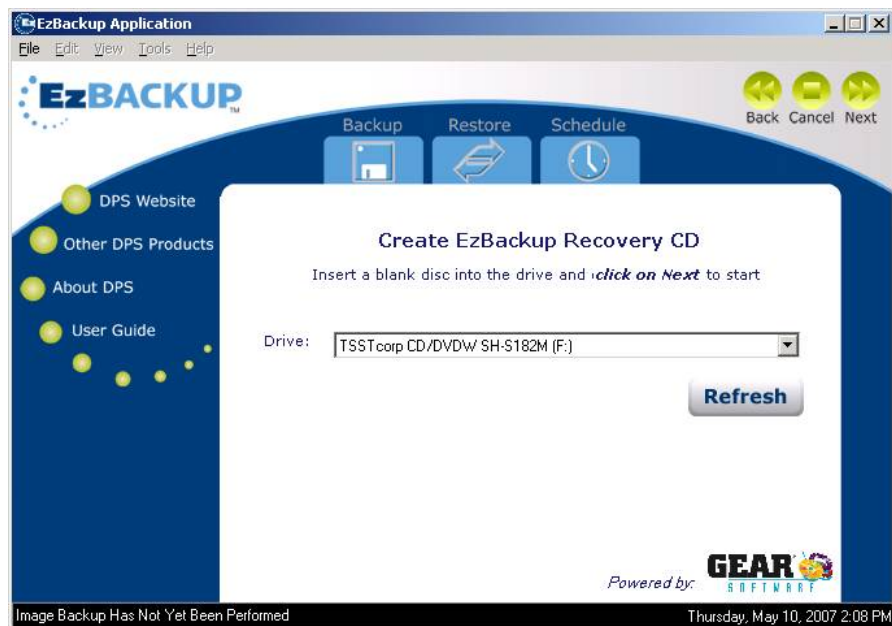 EzBackup Application
File Edit View Tools Help
EzBACKUP™
Back Cancel Next
Backup Restore Schedule
DPS Website
Other DPS Products
About DPS
User Guide
Create EzBackup Recovery CD
Insert a blank disc into the drive and click on Next to start
Drive: TSSTcorp CD/DVDW SH-S182M (F:)
Refresh
Powered by: GEAR SOFTWARE
Image Backup Has Not Yet Been Performed
Thursday, May 10, 2007 2:08 PM